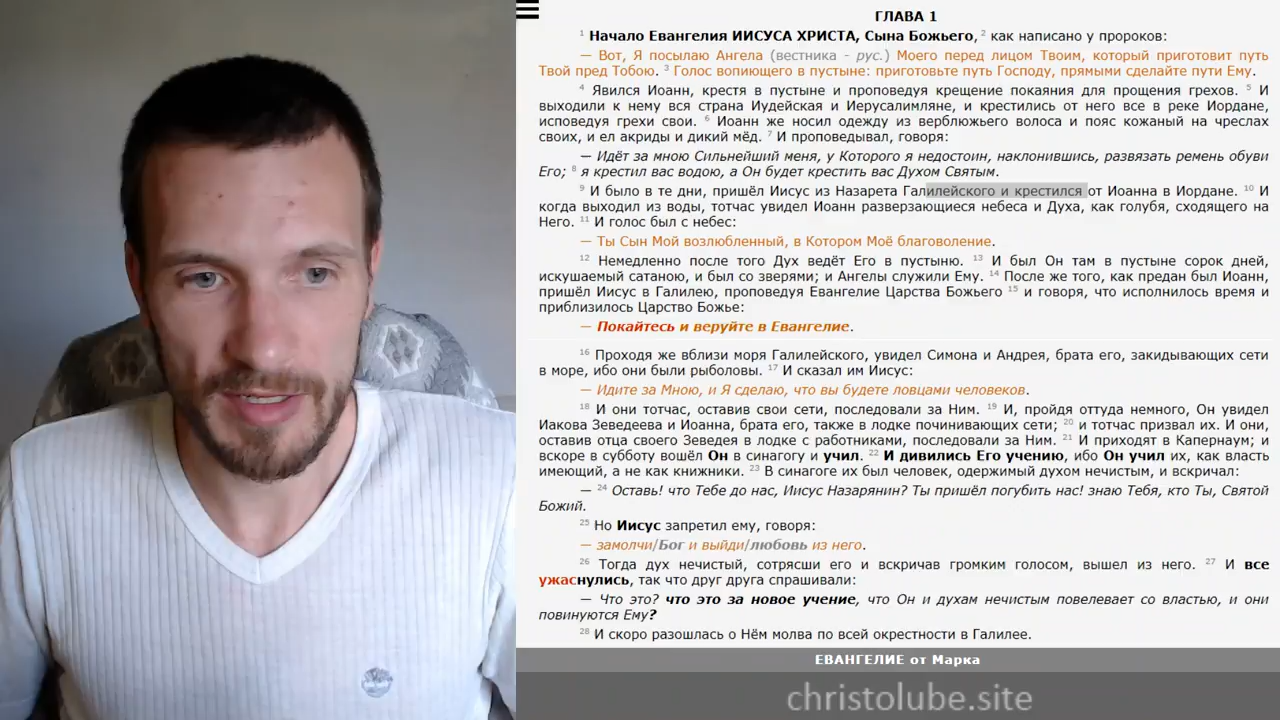 ГЛАВА 1
1 Начало Евангелия ИИСУСА ХРИСТА, Сына Божьего, 2 как написано у пророков:
— Вот, Я посылаю Ангела (вестника - рус.) Моего перед лицом Твоим, который приготовит путь
Твой пред Тобою. 3 Голос вопиющего в пустыне: приготовьте путь Господу, прямыми сделайте пути Ему.
4 Явился Иоанн, крестя в пустыне и проповедуя крещение покаяния для прощения грехов. 5 И
выходили к нему вся страна Иудейская и Иерусалимляне, и крестились от него все в реке Иордане,
исповедуя грехи свои. 6 Иоанн же носил одежду из верблюжьего волоса и пояс кожаный на чреслах
своих, и ел акриды и дикий мёд. 7 И проповедывал, говоря:
— Идёт за мною Сильнейший меня, у Которого я недостоин, наклонившись, развязать ремень обуви
Его; 8 я крестил вас водою, а Он будет крестить вас Духом Святым.
9 И было в те дни, пришёл Иисус из Назарета Галилейского и крестился от Иоанна в Иордане. 10 И
когда выходил из воды, тотчас увидел Иоанн разверзающиеся небеса и Духа, как голубя, сходящего на
Него. 11 И голос был с небес:
— Ты Сын Мой возлюбленный, в Котором Моё благоволение.
12 Немедленно после того Дух ведёт Его в пустыню. 13 И был Он там в пустыне сорок дней,
искушаемый сатаною, и был со зверями; и Ангелы служили Ему. 14 После же того, как предан был Иоанн,
пришёл Иисус в Галилею, проповедуя Евангелие Царства Божьего 15 и говоря, что исполнилось время и
приблизилось Царство Божье:
— Покайтесь и веруйте в Евангелие.
16 Проходя же вблизи моря Галилейского, увидел Симона и Андрея, брата его, закидывающих сети
в море, ибо они были рыболовы. 17 И сказал им Иисус:
— Идите за Мною, и Я сделаю, что вы будете ловцами человеков.
18 И они тотчас, оставив свои сети, последовали за Ним. 19 И, пройдя оттуда немного, Он увидел
Иакова Зеведеева и Иоанна, брата его, также в лодке починивающих сети; 20 и тотчас призвал их. И они,
оставив отца своего Зеведея в лодке с работниками, последовали за Ним. 21 И приходят в Капернаум; и
вскоре в субботу вошёл Он в синагогу и учил. 22 И дивились Его учению, ибо Он учил их, как власть
имеющий, а не как книжники. 23 В синагоге их был человек, одержимый духом нечистым, и вскричал:
— 24 Оставь! что Тебе до нас, Иисус Назарянин? Ты пришёл погубить нас! знаю Тебя, кто Ты, Святой
Божий.
25 Но Иисус запретил ему, говоря:
— замолчи/Бог и выйди/любовь из него.
26 Тогда дух нечистый, сотрясши его и вскричав громким голосом, вышел из него. 27 И все
ужаснулись, так что друг друга спрашивали:
— Что это? что это за новое учение, что Он и духам нечистым повелевает со властью, и они
повинуются Ему?
28 И скоро разошлась о Нём молва по всей окрестности в Галилее.
ЕВАНГЕЛИЕ от Марка
christolube.site